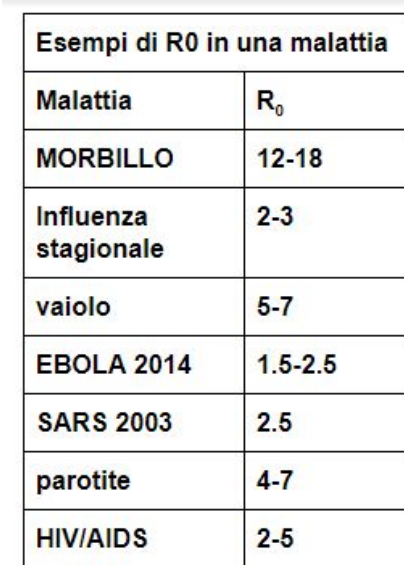 Esempi di R0 in una malattia
Malattia R₀
MORBILLO 12-18
Influenza 2-3
stagionale
vaiolo 5-7
EBOLA 2014 1.5-2.5
SARS 2003 2.5
parotite 4-7
HIV/AIDS 2-5